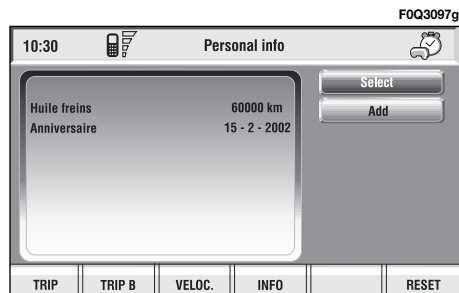 F0Q3097g
10:30 Personal info
Select
Add
Huile freins 60000 km
Anniversaire 15 - 2 - 2002
TRIP TRIP B VELOC. INFO RESET